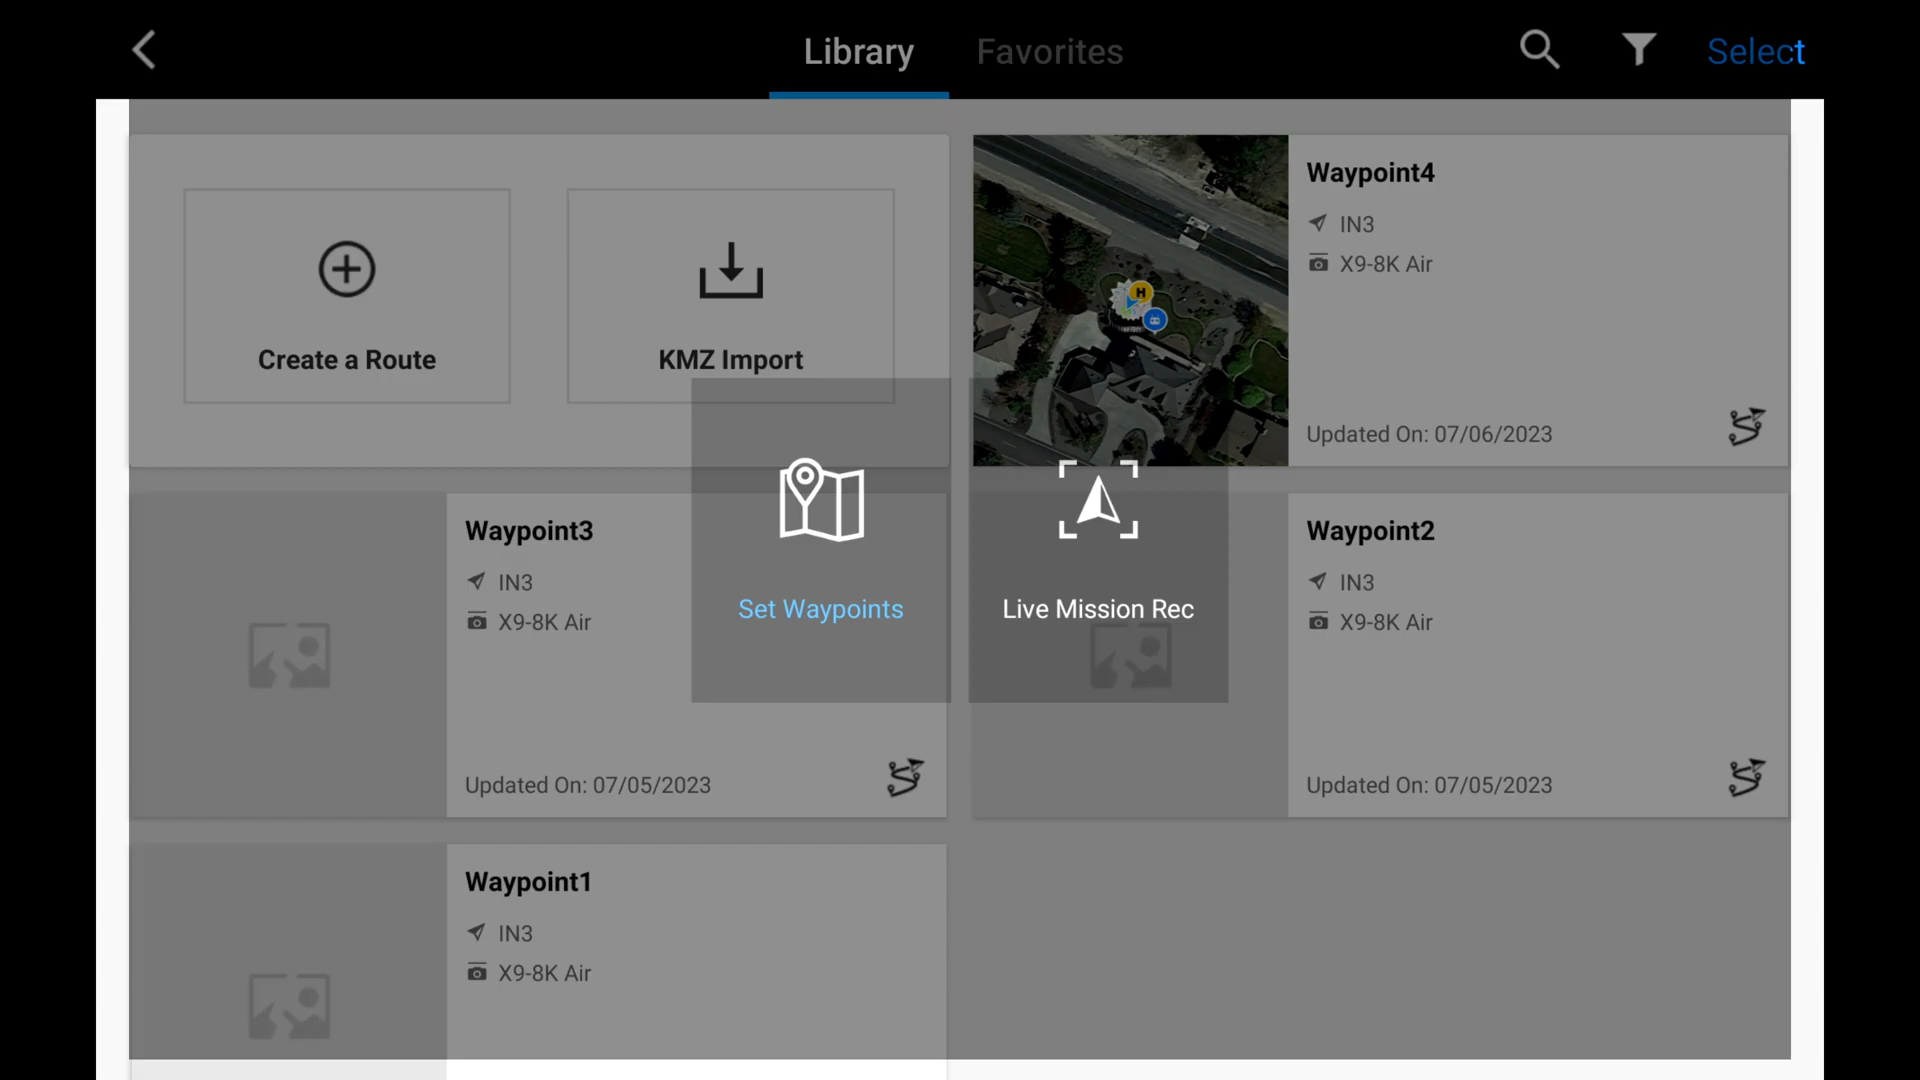 Library
Favorites
Select
Create a Route
KMZ Import
Waypoint4
IN3
X9-8K Air
Updated On: 07/06/2023
H
Set Waypoints
Live Mission Rec
Waypoint3
IN3
X9-8K Air
Updated On: 07/05/2023
Waypoint2
IN3
X9-8K Air
Updated On: 07/05/2023
Waypoint1
IN3
X9-8K Air